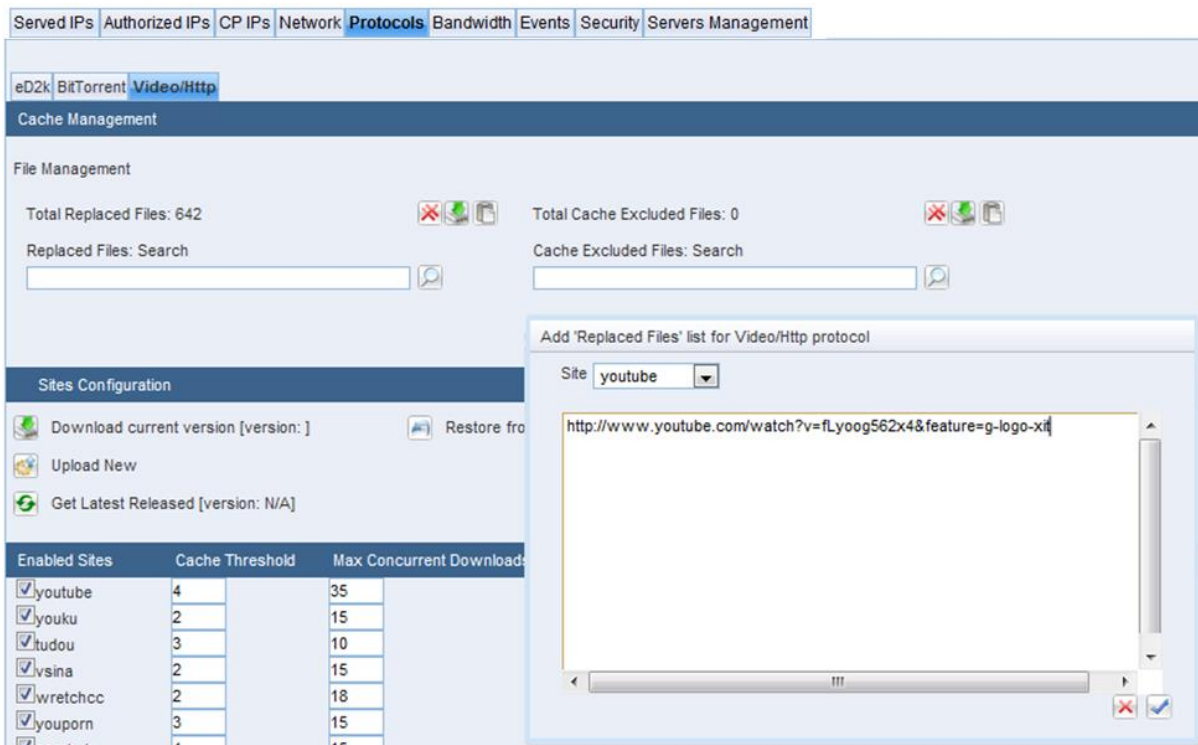 Served IPs Authorized IPs CP IPs Network Protocols Bandwidth Events Security Servers Management
eD2k BitTorrent Video/Http
Cache Management
File Management
Total Replaced Files: 642
Total Cache Excluded Files: 0
Replaced Files: Search
Cache Excluded Files: Search
Add 'Replaced Files' list for Video/Http protocol
Site youtube
http://www.youtube.com/watch?v=fLyoog562x4&feature=g-logo-xit
Sites Configuration
Download current version [version: ]
Restore fro
Upload New
Get Latest Released [version: N/A]
Enabled Sites Cache Threshold Max Concurrent Downloads
youtube 4 35
youku 2 15
tudou 3 10
vsina 2 15
wretchcc 2 18
youporn 3 15